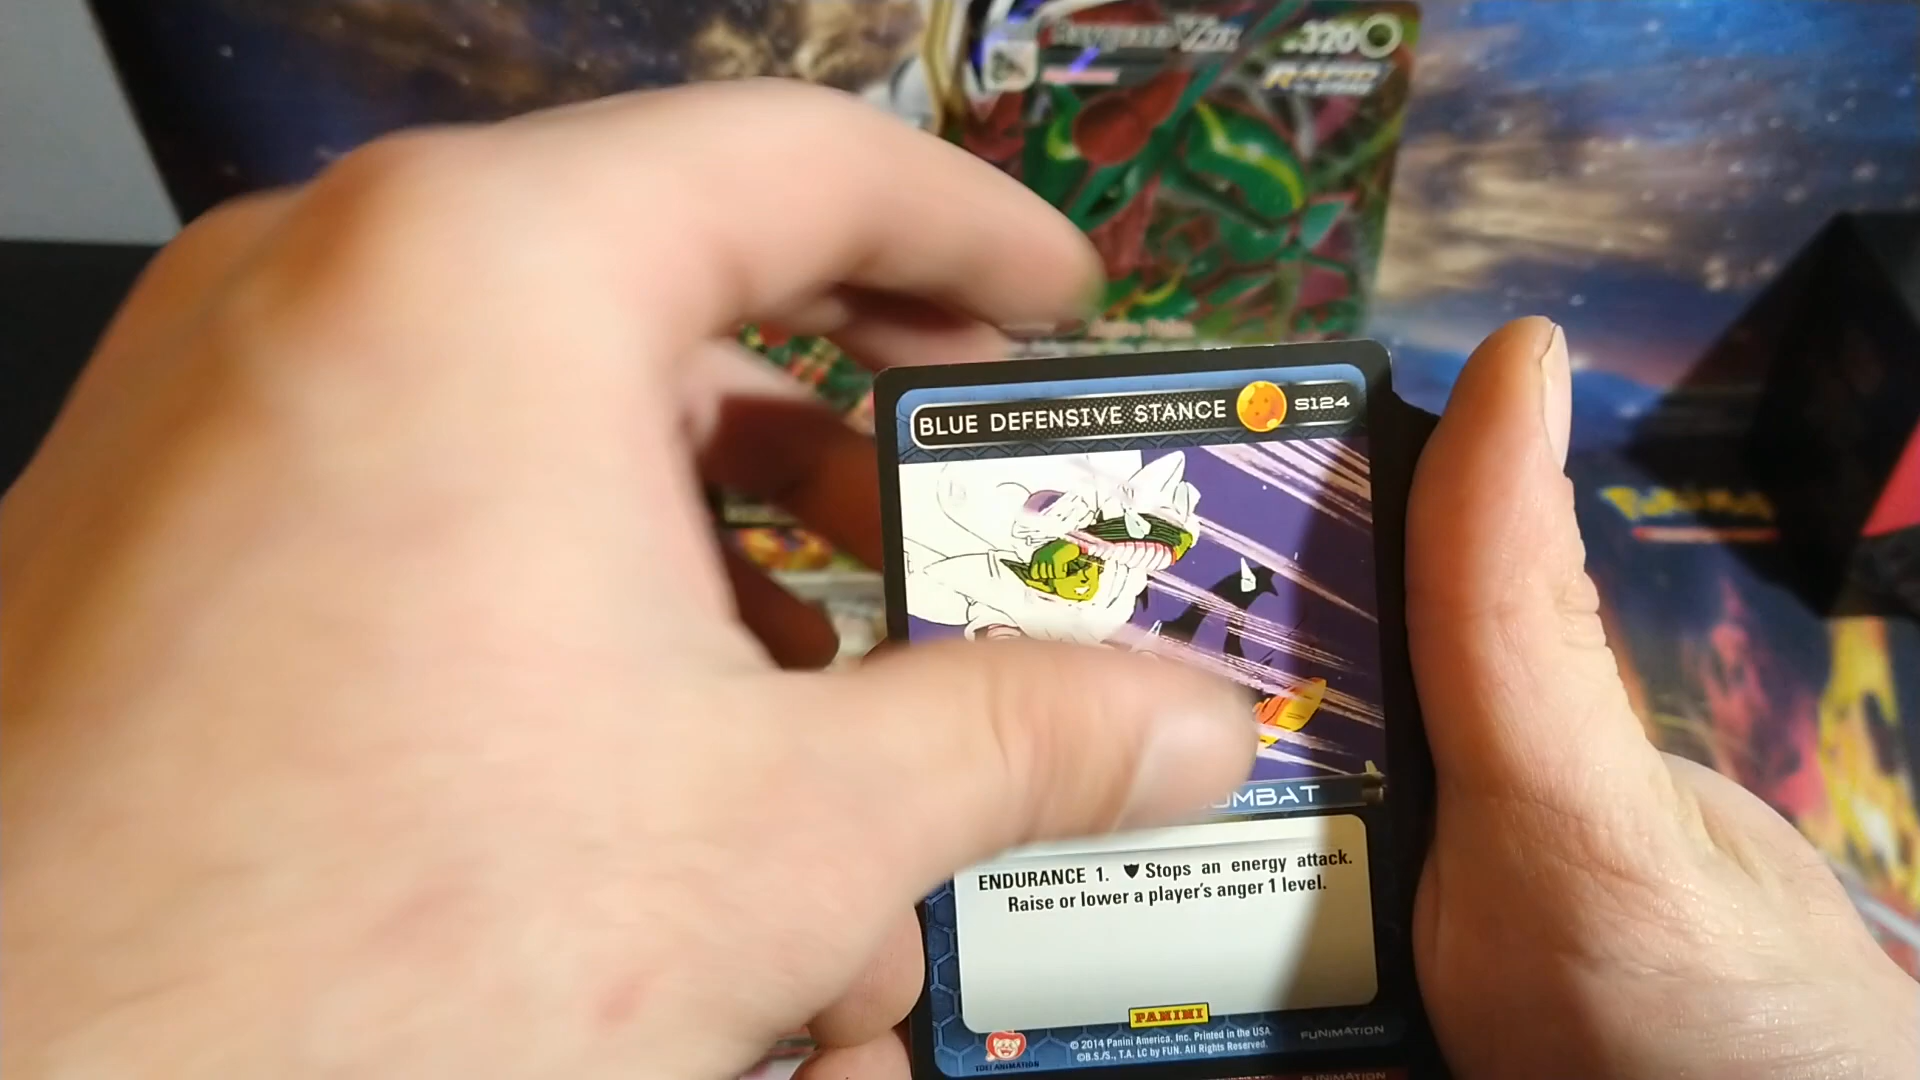 320
BLUE DEFENSIVE STANCE S124
ENDURANCE 1. Stops an energy attack.
Raise or lower a player's anger 1 level.
PANINI
© 2014 Panini America, Inc. Printed in the USA.
©B.S./S., T.A. LC by FUN. All Rights Reserved.
FUNIMATION
TOEI ANIMATION
FUNIMATION